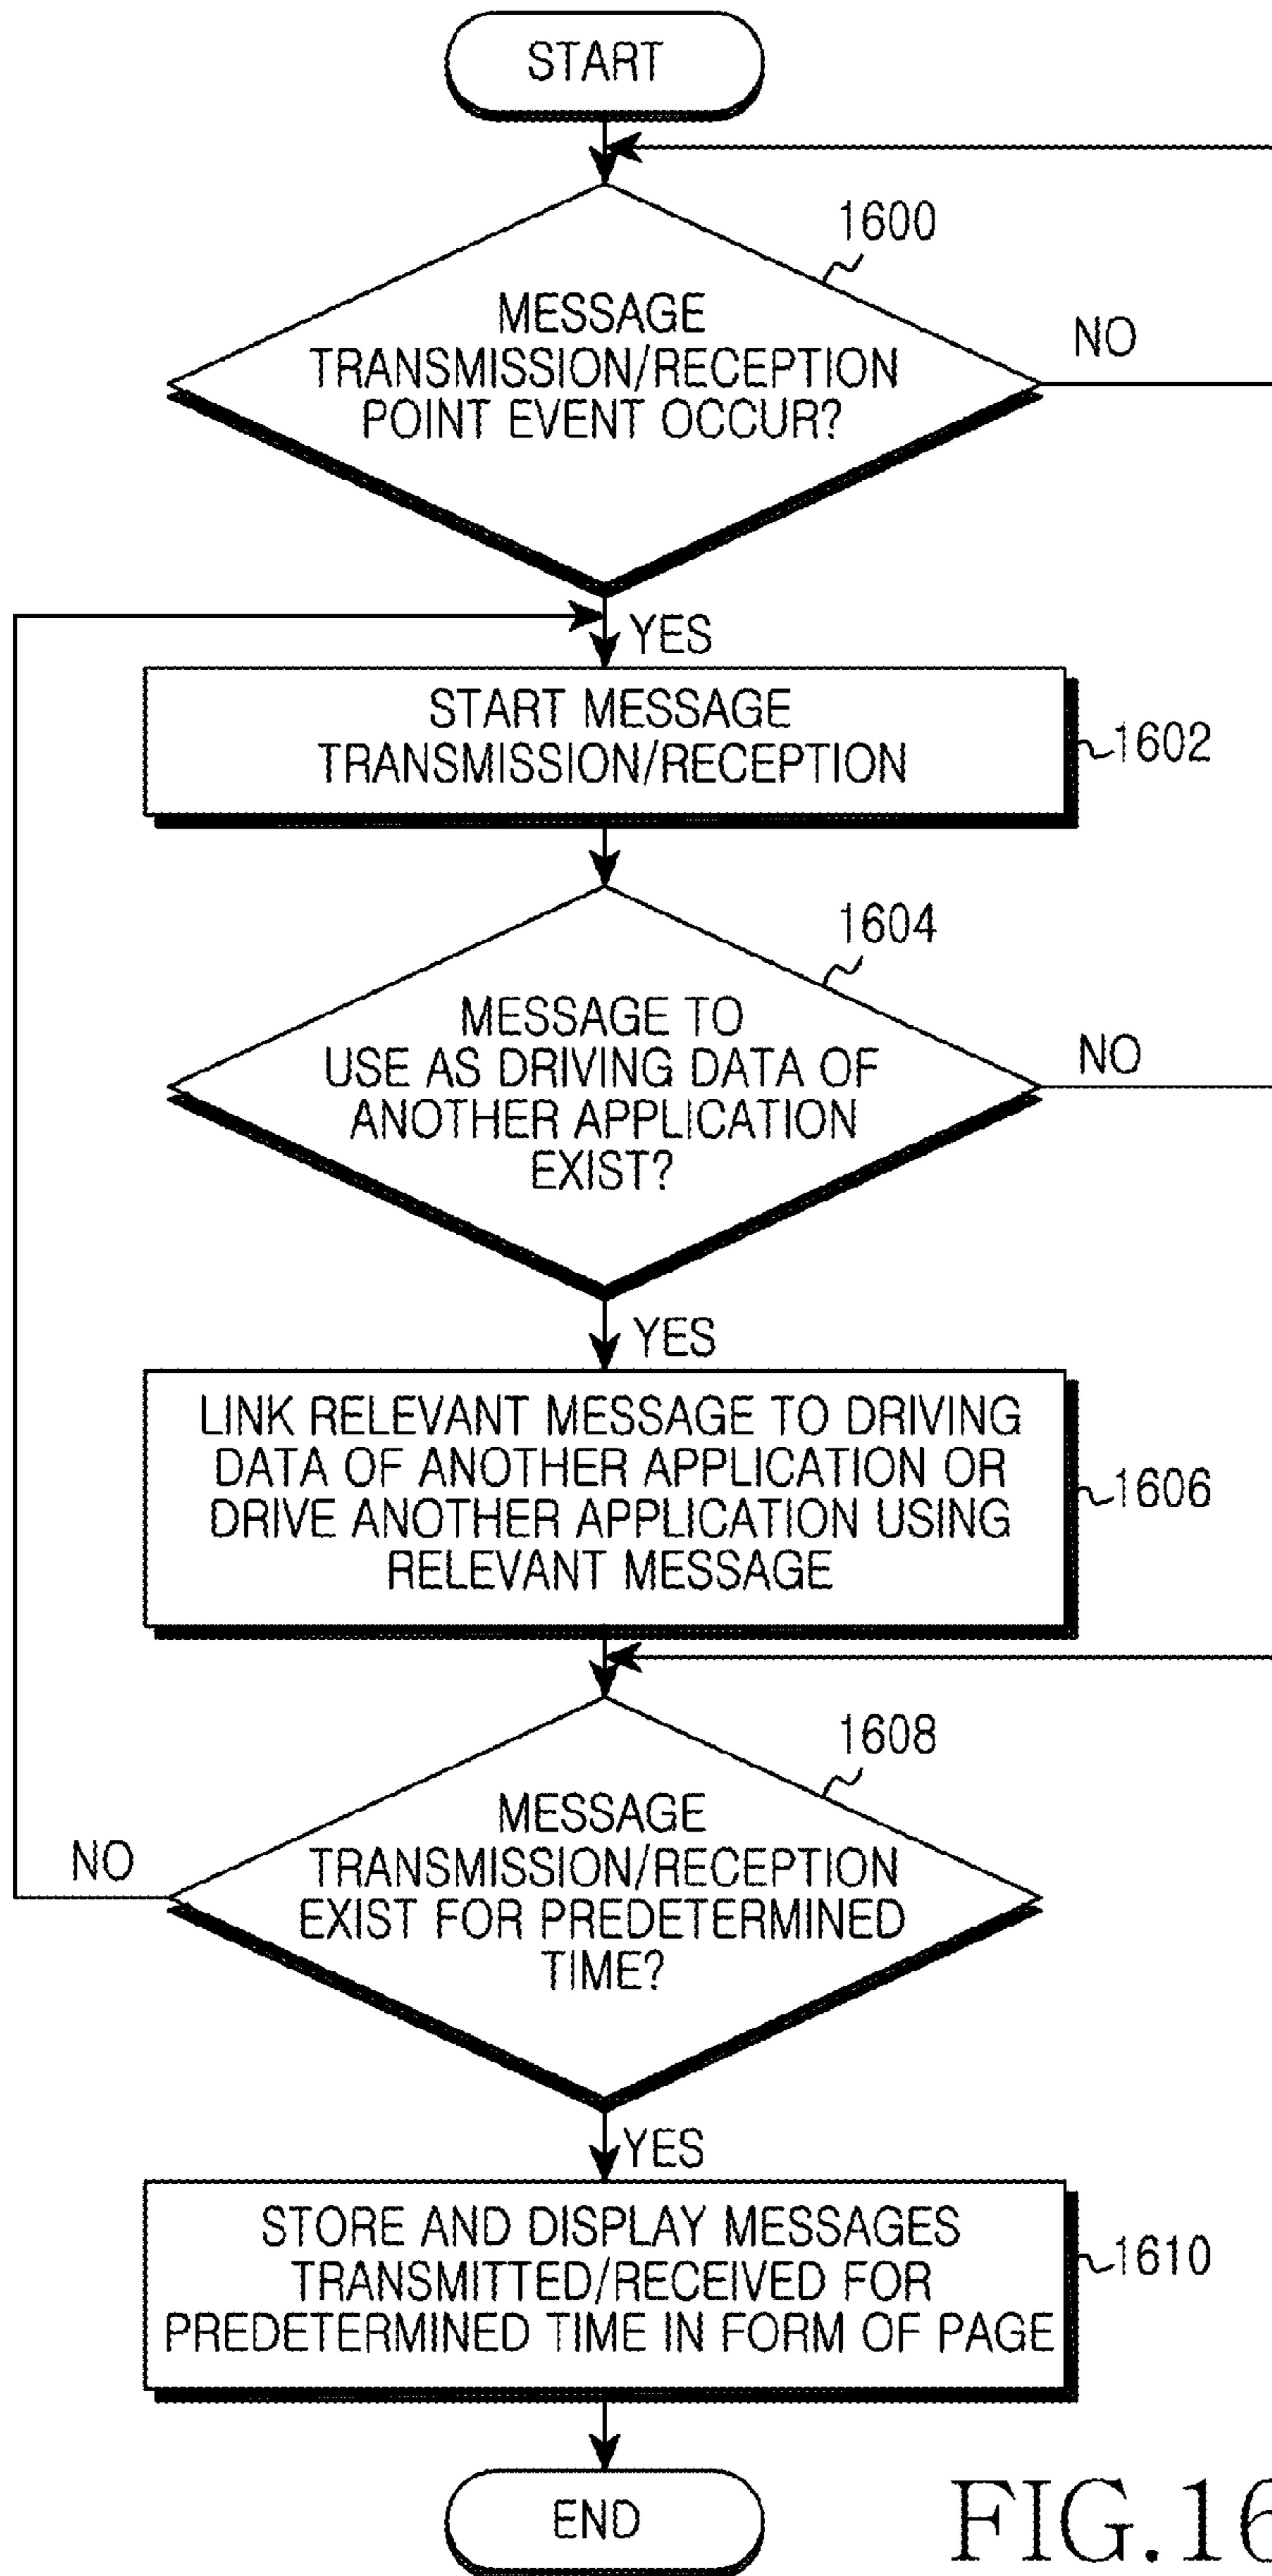 START
1600
MESSAGE
TRANSMISSION/RECEPTION
POINT EVENT OCCUR?
NO
YES
START MESSAGE
TRANSMISSION/RECEPTION
1602
1604
MESSAGE TO
USE AS DRIVING DATA OF
ANOTHER APPLICATION
EXIST?
NO
YES
LINK RELEVANT MESSAGE TO DRIVING
DATA OF ANOTHER APPLICATION OR
DRIVE ANOTHER APPLICATION USING
RELEVANT MESSAGE
1606
1608
MESSAGE
TRANSMISSION/RECEPTION
EXIST FOR PREDETERMINED
TIME?
NO
YES
STORE AND DISPLAY MESSAGES
TRANSMITTED/RECEIVED FOR
PREDETERMINED TIME IN FORM OF PAGE
1610
END
FIG.16